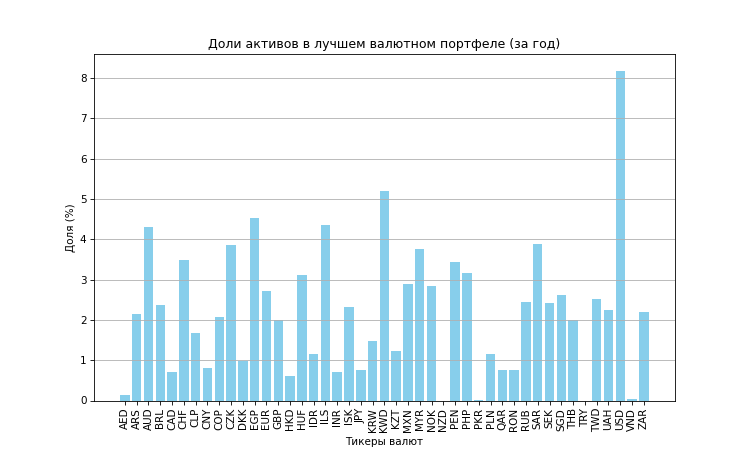 Доли активов в лучшем валютном портфеле (за год)
Доля (%)
8
7
6
5
4
3
2
1
0
AED ARS AUD BRL CAD CHF CLP CNY COP CZK DKK EGP EUR GBP HKD HUF IDR ILS INR ISK JPY KRW KWD KZT MXN MYR NOK NZD PEN PHP PKR PLN QAR RON RUB SAR SEK SGD THB TRY TWD UAH USD VND ZAR
Тикеры валют